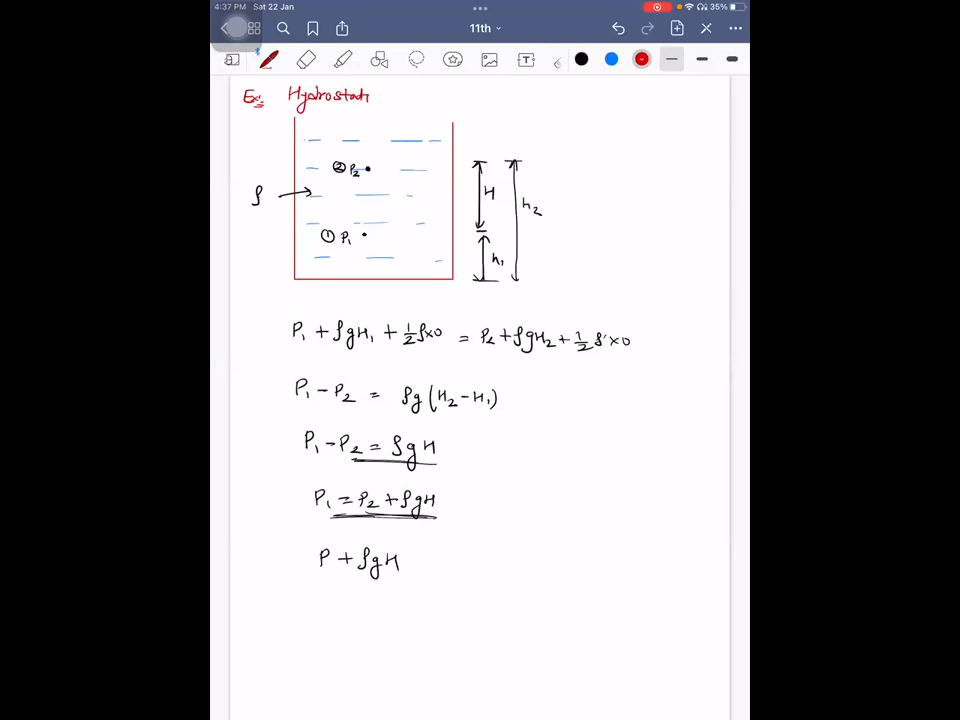 4:37 PM Sat 22 Jan 35%
11th
T
Ex: Hydrostati
② P₂
H
h₂
ρ
① P₁
h₁
P₁ + ρgH₁ + ½ρ×0 = P₂ + ρgH₂ + ½ρ×0
P₁ - P₂ = ρg(H₂ - H₁)
P₁ - P₂ = ρgH
P₁ = P₂ + ρgH
P + ρgH